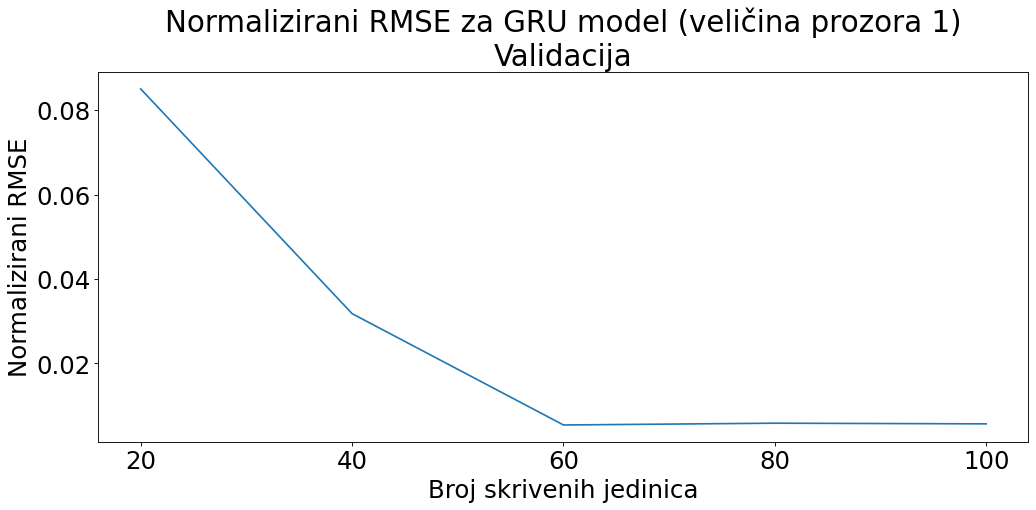 Normalizirani RMSE za GRU model (veličina prozora 1)
Validacija
Normalizirani RMSE
0.08
0.06
0.04
0.02
20 40 60 80 100
Broj skrivenih jedinica